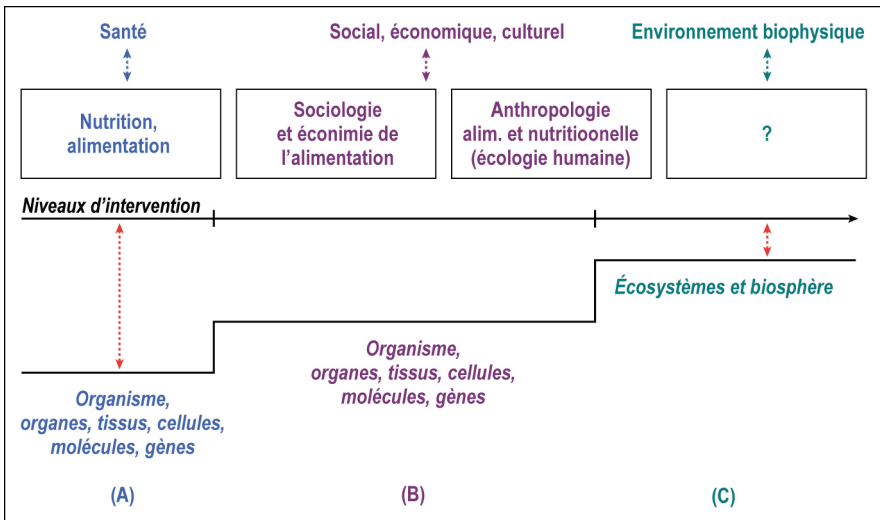 Santé
Social, économique, culturel
Environnement biophysique
Nutrition,
alimentation
Sociologie
et éconimie de
l'alimentation
Anthropologie
alim. et nutritioonelle
(écologie humaine)
?
Niveaux d'intervention
Écosystèmes et biosphère
Organisme,
organes, tissus, cellules,
molécules, gènes
Organisme,
organes, tissus, cellules,
molécules, gènes
(A)
(B)
(C)